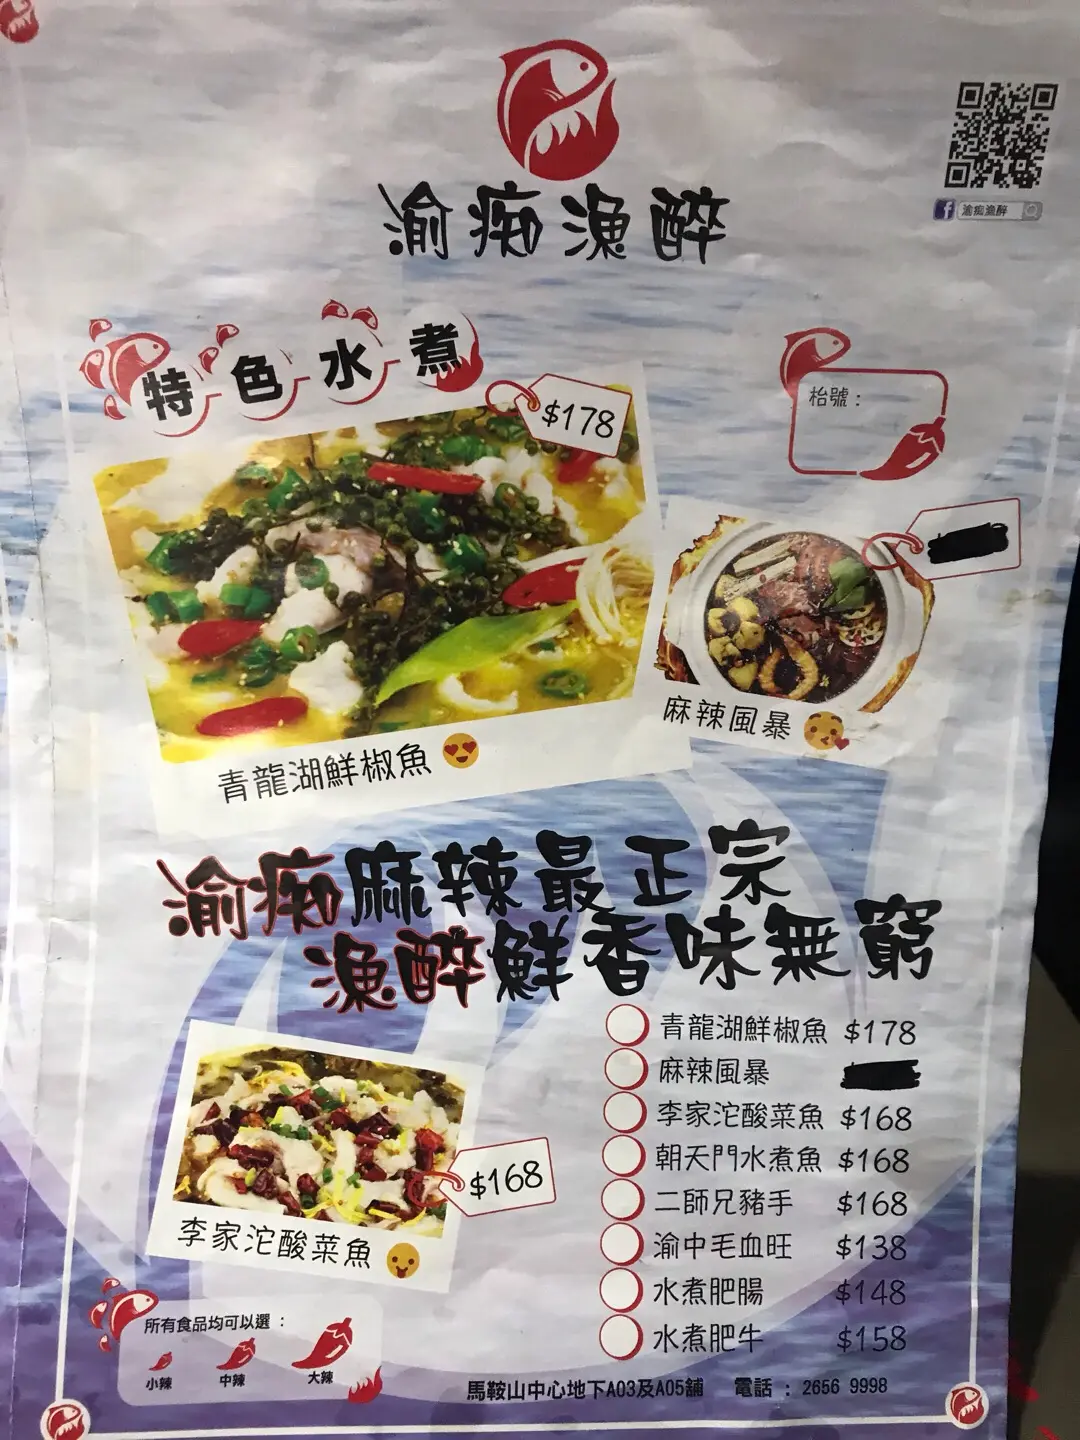 渝痴漁醉
渝痴漁醉
特色水煮
$178
枱號：
青龍湖鮮椒魚
麻辣風暴
渝痴麻辣最正宗
漁醉鮮香味無窮
青龍湖鮮椒魚 $178
麻辣風暴
李家沱酸菜魚 $168
朝天門水煮魚 $168
二師兄豬手 $168
渝中毛血旺 $138
水煮肥腸 $148
水煮肥牛 $158
$168
李家沱酸菜魚
所有食品均可以選：
小辣 中辣 大辣
馬鞍山中心地下A03及A05舖 電話：2656 9998